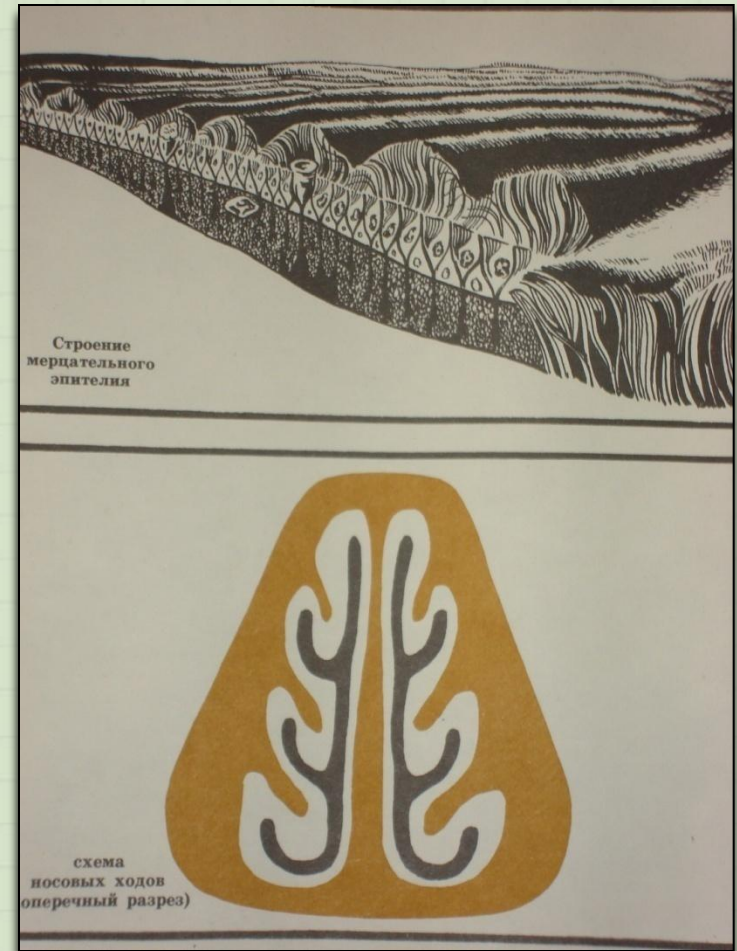 Строение
мерцательного
эпителия
схема
носовых ходов
оперечный разрез)